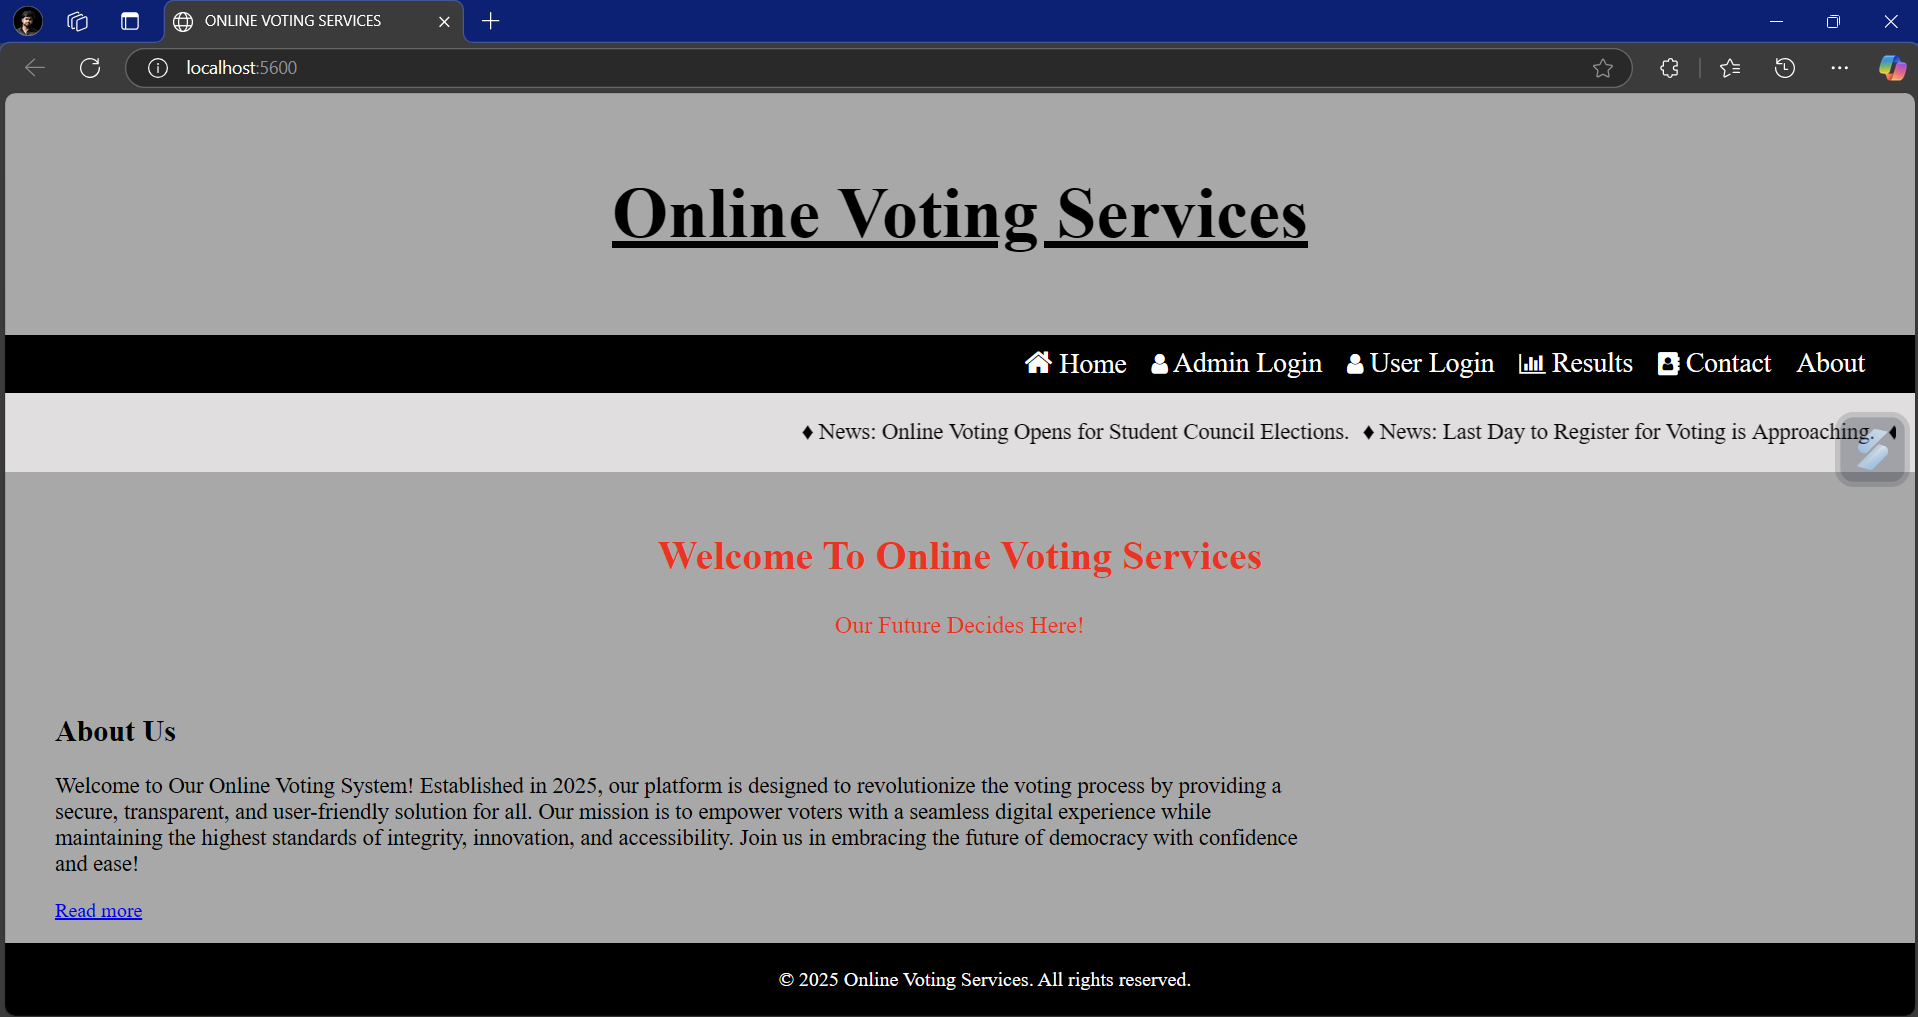 ONLINE VOTING SERVICES
localhost:5600
Online Voting Services
Home Admin Login User Login Results Contact About
♦ News: Online Voting Opens for Student Council Elections. ♦ News: Last Day to Register for Voting is Approaching.
Welcome To Online Voting Services
Our Future Decides Here!
About Us
Welcome to Our Online Voting System! Established in 2025, our platform is designed to revolutionize the voting process by providing a
secure, transparent, and user-friendly solution for all. Our mission is to empower voters with a seamless digital experience while
maintaining the highest standards of integrity, innovation, and accessibility. Join us in embracing the future of democracy with confidence
and ease!
Read more
© 2025 Online Voting Services. All rights reserved.